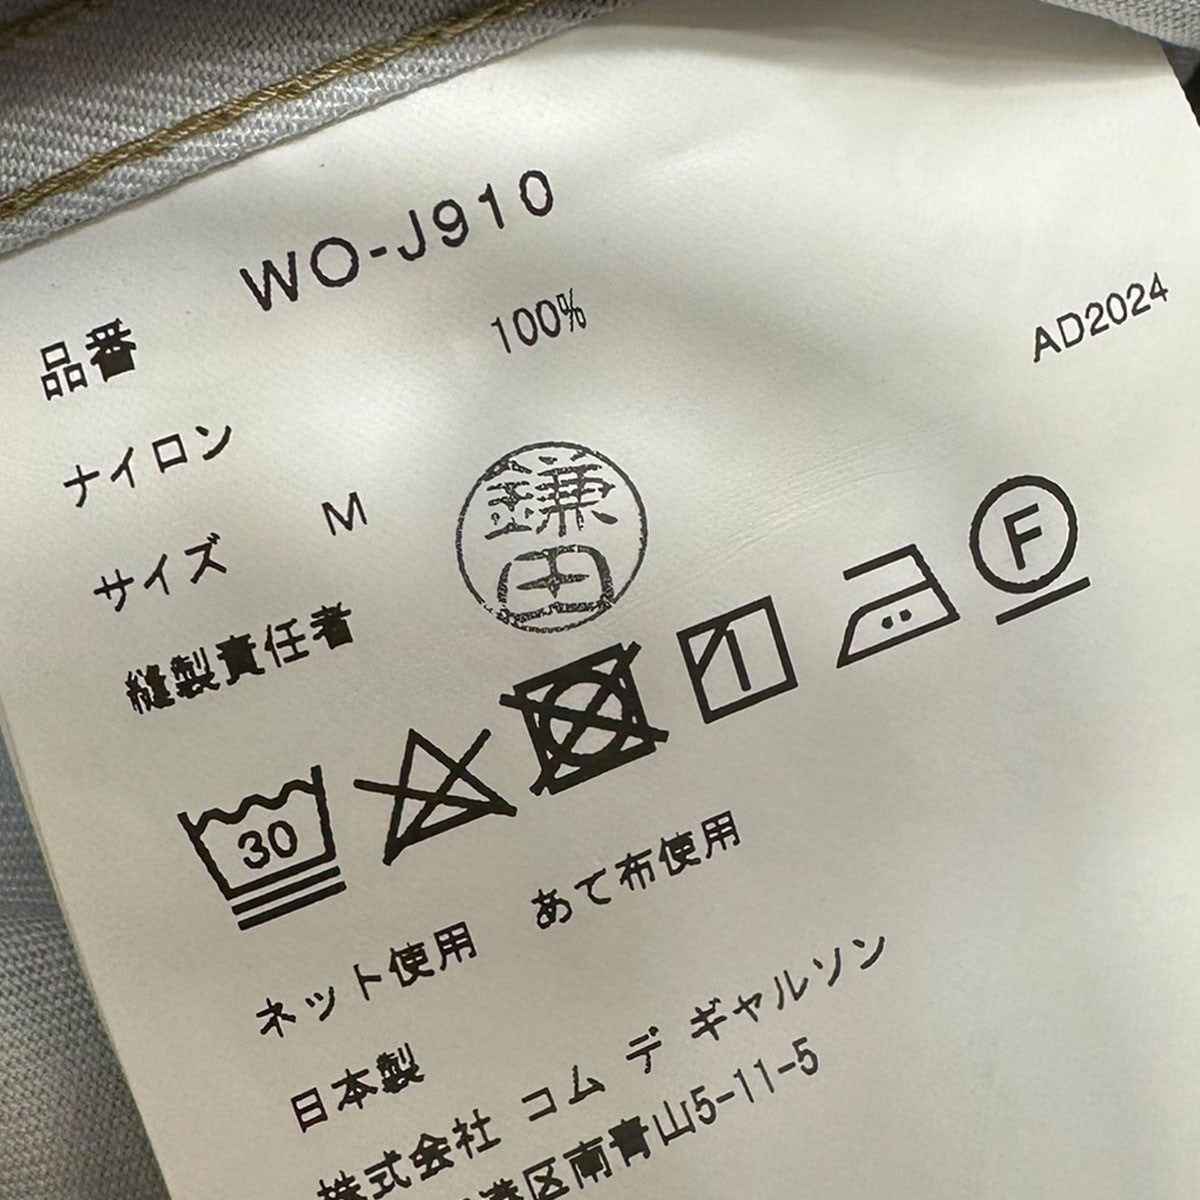 品番 WO-J910
ナイロン 100%
AD2024
サイズ M
縫製責任者 鎌田
F
30
ネット使用 あて布使用
日本製
株式会社 コム デ ギャルソン
港区南青山5-11-5